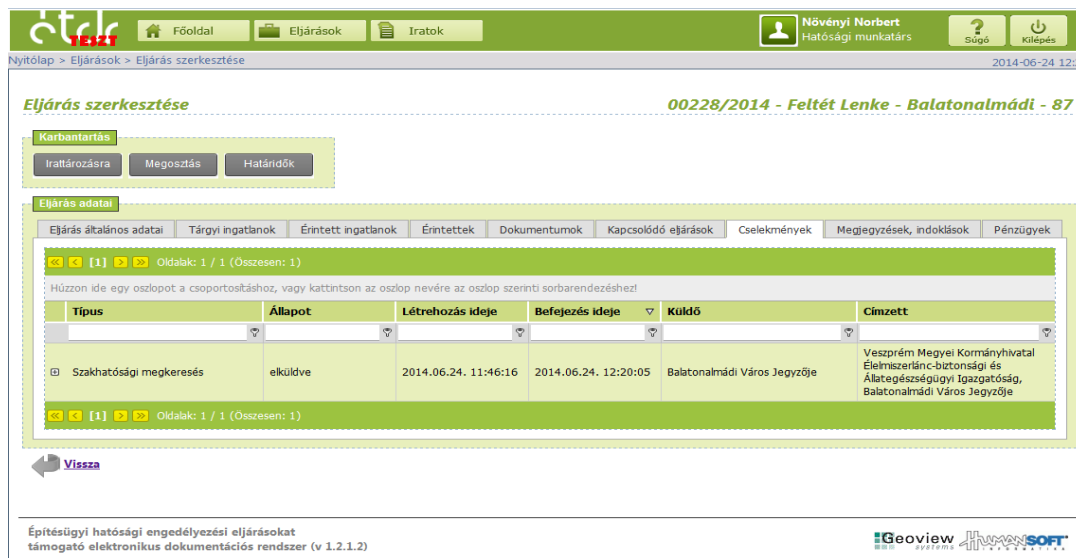 étdr
TESZT
Főoldal
Eljárások
Iratok
Növényi Norbert
Hatósági munkatárs
Súgó
Kilépés
Nyitólap > Eljárások > Eljárás szerkesztése
2014-06-24 12:
Eljárás szerkesztése
00228/2014 - Feltét Lenke - Balatonalmádi - 87
Karbantartás
Irattározásra
Megosztás
Határidők
Eljárás adatai
Eljárás általános adatai
Tárgyi ingatlanok
Érintett ingatlanok
Érintettek
Dokumentumok
Kapcsolódó eljárások
Cselekmények
Megjegyzések, indoklások
Pénzügyek
[1] Oldalak: 1 / 1 (Összesen: 1)
Húzzon ide egy oszlopot a csoportosításhoz, vagy kattintson az oszlop nevére az oszlop szerinti sorbarendezéshez!
Típus
Állapot
Létrehozás ideje
Befejezés ideje
Küldő
Címzett
Szakhatósági megkeresés
elküldve
2014.06.24. 11:46:16
2014.06.24. 12:20:05
Balatonalmádi Város Jegyzője
Veszprém Megyei Kormányhivatal
Élelmiszerlánc-biztonsági és
Állategészségügyi Igazgatóság,
Balatonalmádi Város Jegyzője
[1] Oldalak: 1 / 1 (Összesen: 1)
Vissza
Építésügyi hatósági engedélyezési eljárásokat
támogató elektronikus dokumentációs rendszer (v 1.2.1.2)
Geoview
systems
HUMANSOFT
INFORMATIKA